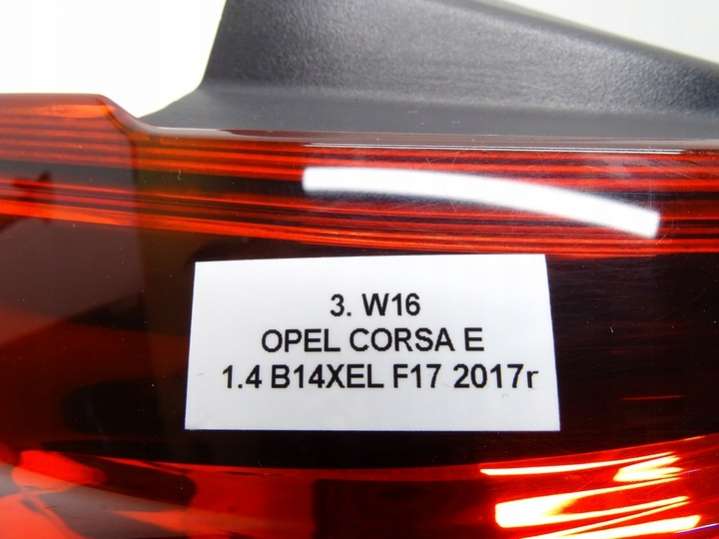 3. W16
OPEL CORSA E
1.4 B14XEL F17 2017r